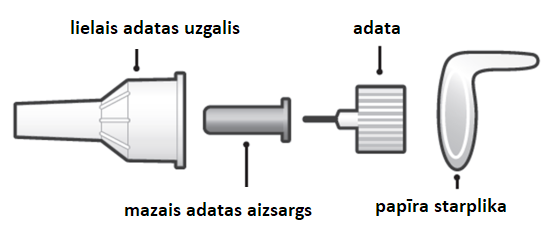 lielais adatas uzgalis
adata
mazais adatas aizsargs
papīra starplika